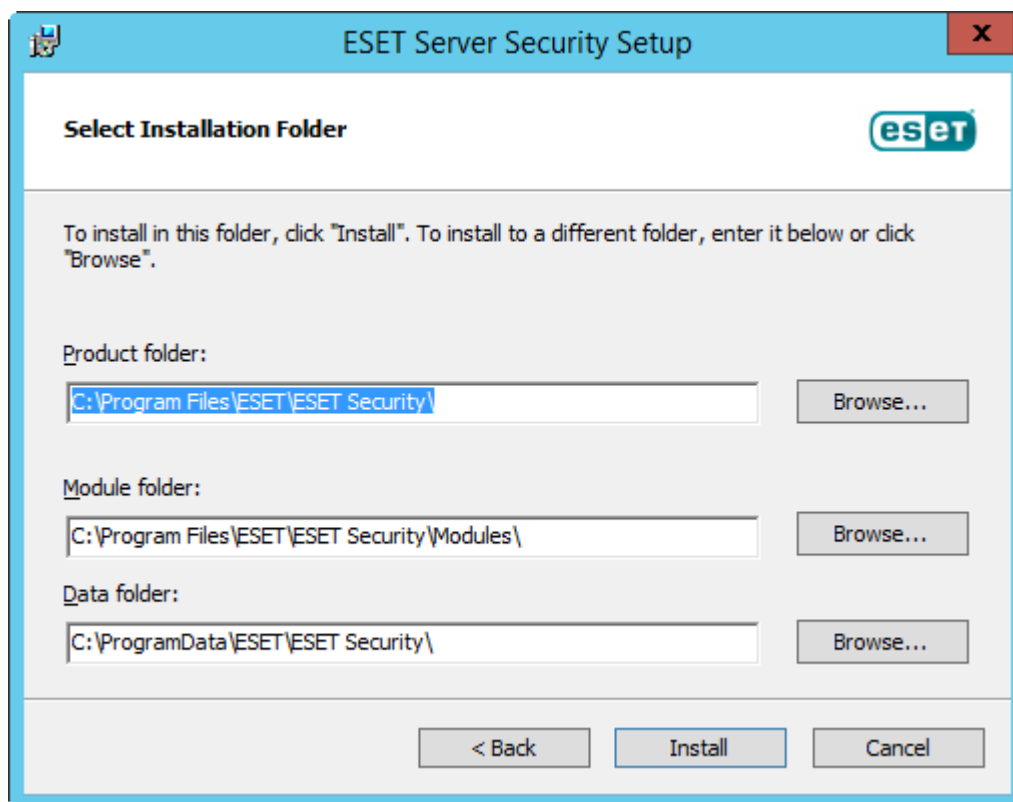 ESET Server Security Setup
x
Select Installation Folder
eset
To install in this folder, click "Install". To install to a different folder, enter it below or click
"Browse".
Product folder:
C:\Program Files\ESET\ESET Security\
Browse...
Module folder:
C:\Program Files\ESET\ESET Security\Modules\
Browse...
Data folder:
C:\ProgramData\ESET\ESET Security\
Browse...
< Back
Install
Cancel